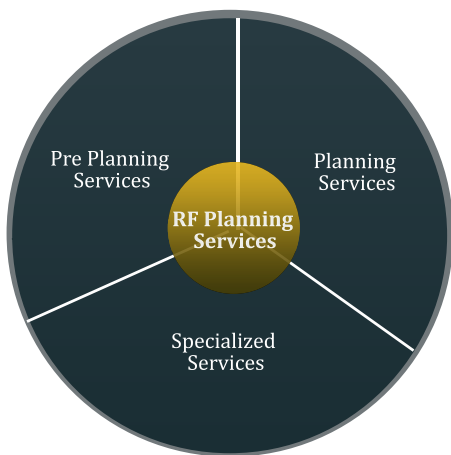 Pre Planning
Services
Planning
Services
RF Planning
Services
Specialized
Services